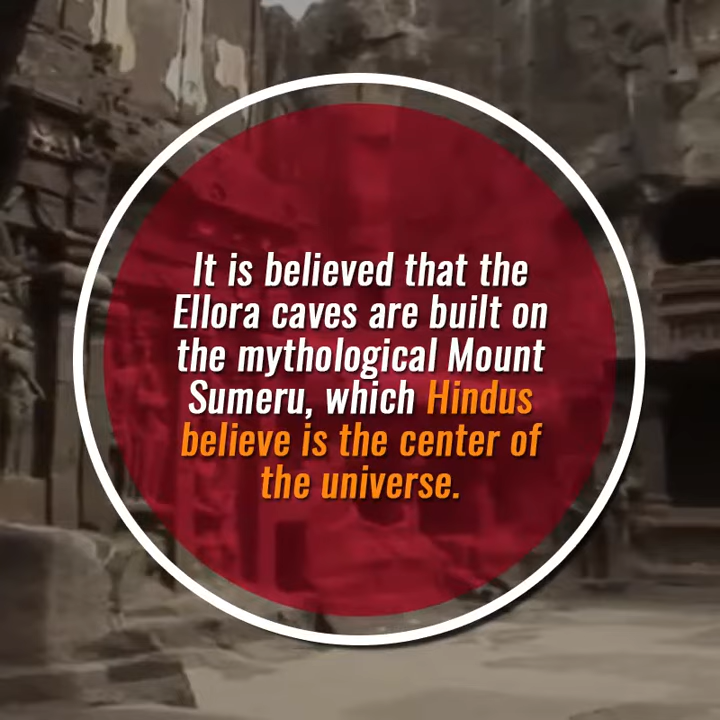 It is believed that the
Ellora caves are built on
the mythological Mount
Sumeru, which Hindus
believe is the center of
the universe.